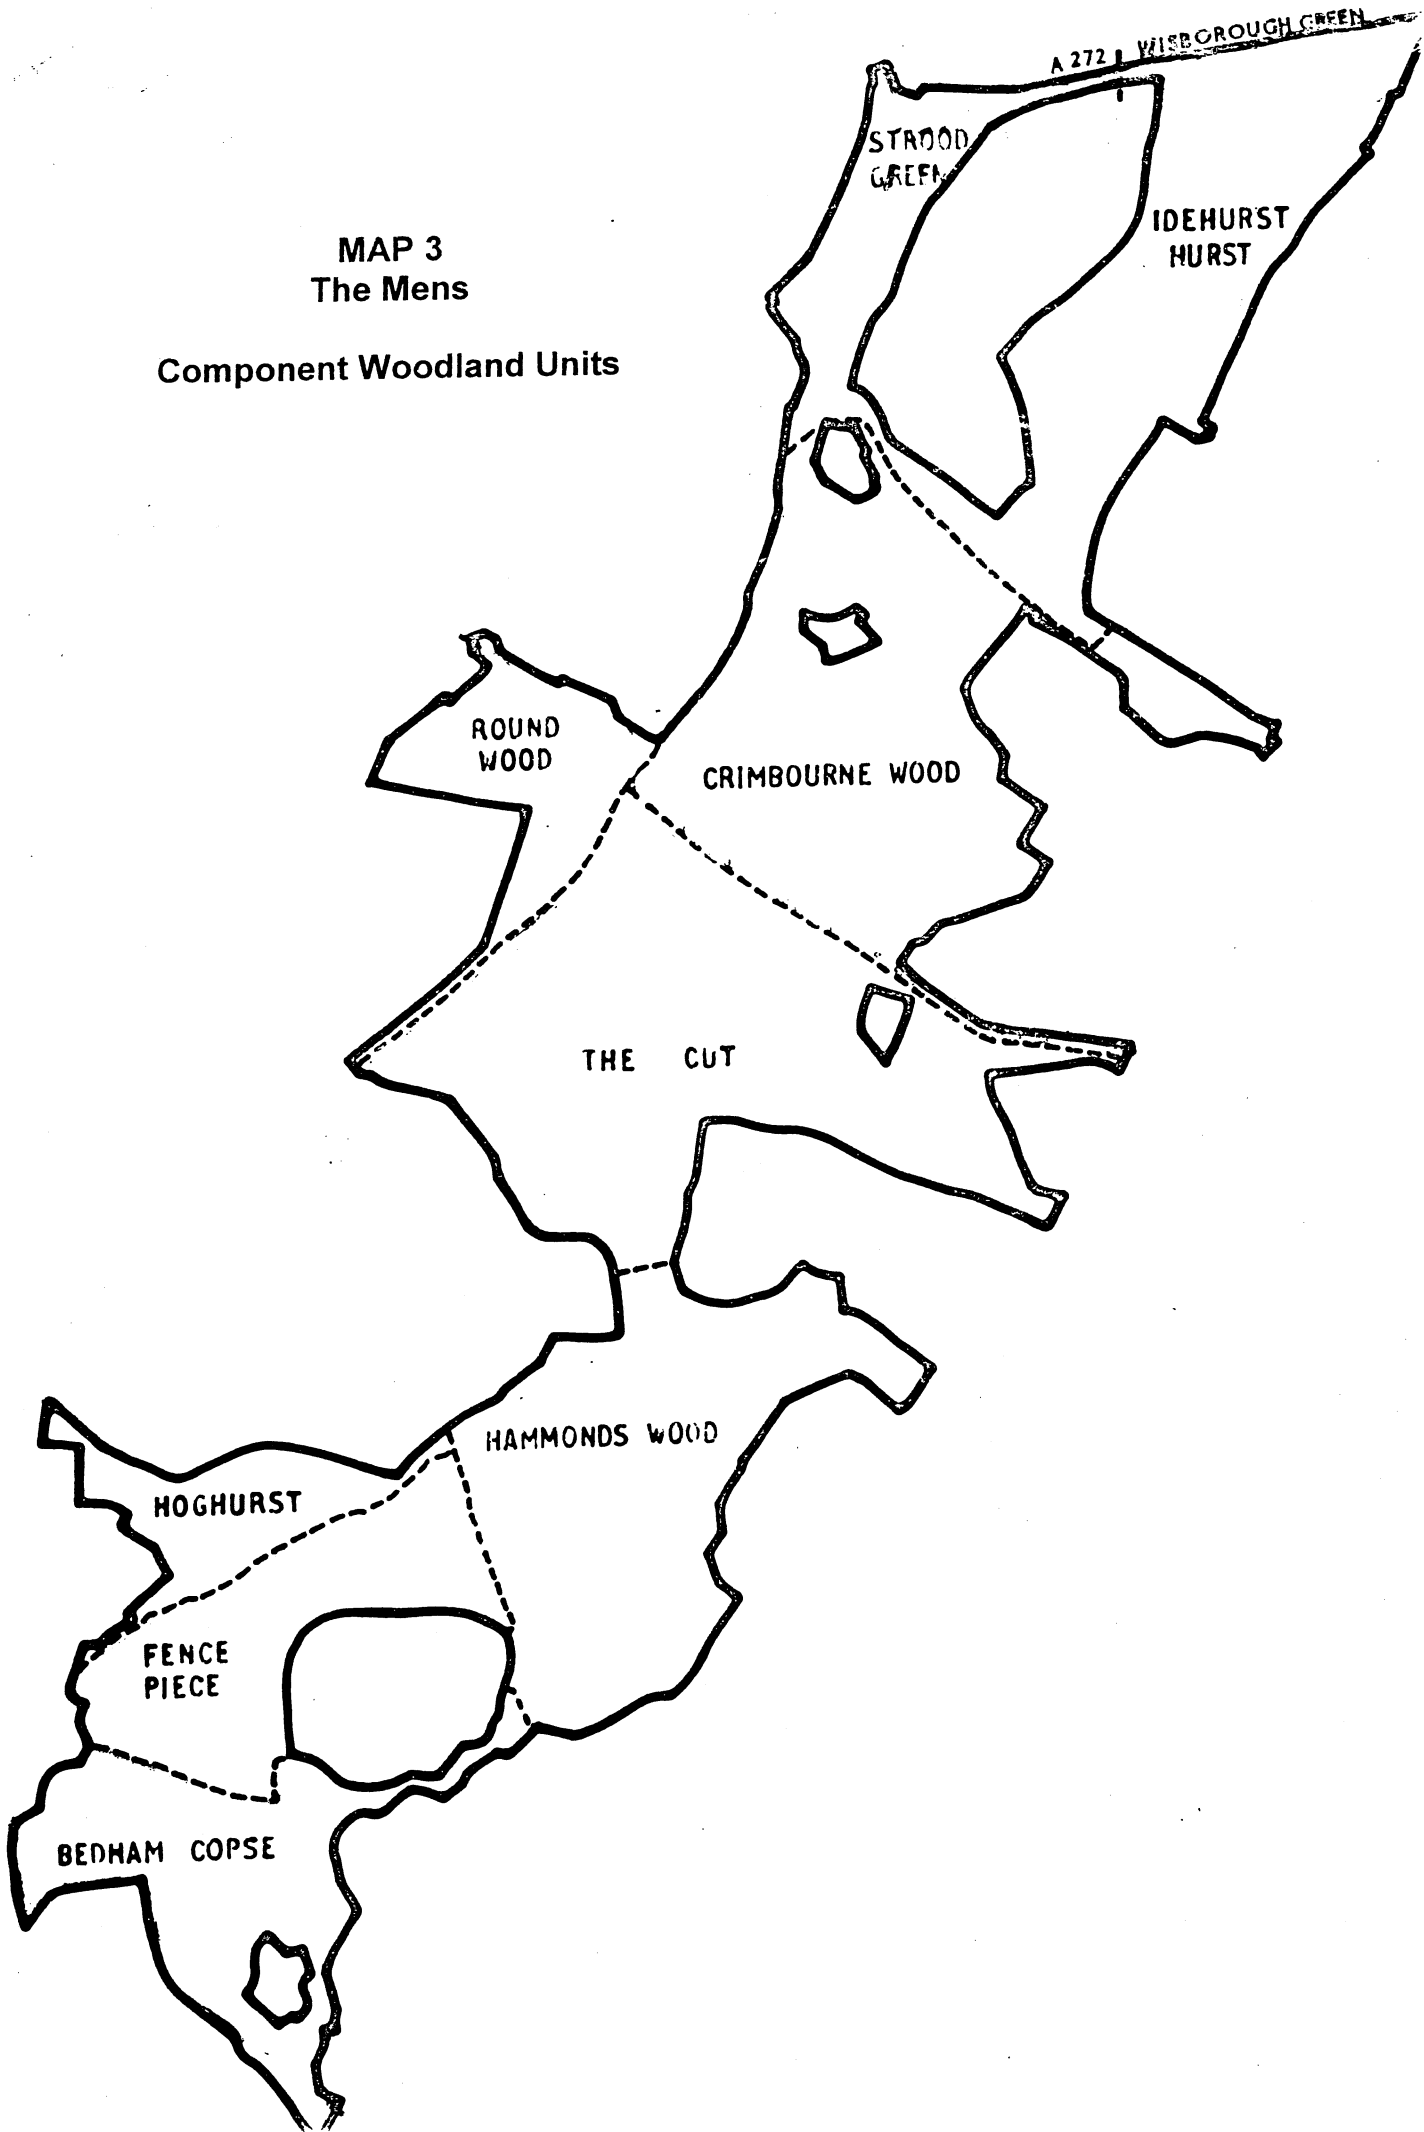 A 272
WISBOROUGH GREEN
STROOD
GREEN
IDEHURST
HURST
MAP 3
The Mens
Component Woodland Units
ROUND
WOOD
CRIMBOURNE WOOD
THE CUT
HAMMONDS WOOD
HOGHURST
FENCE
PIECE
BEDHAM COPSE